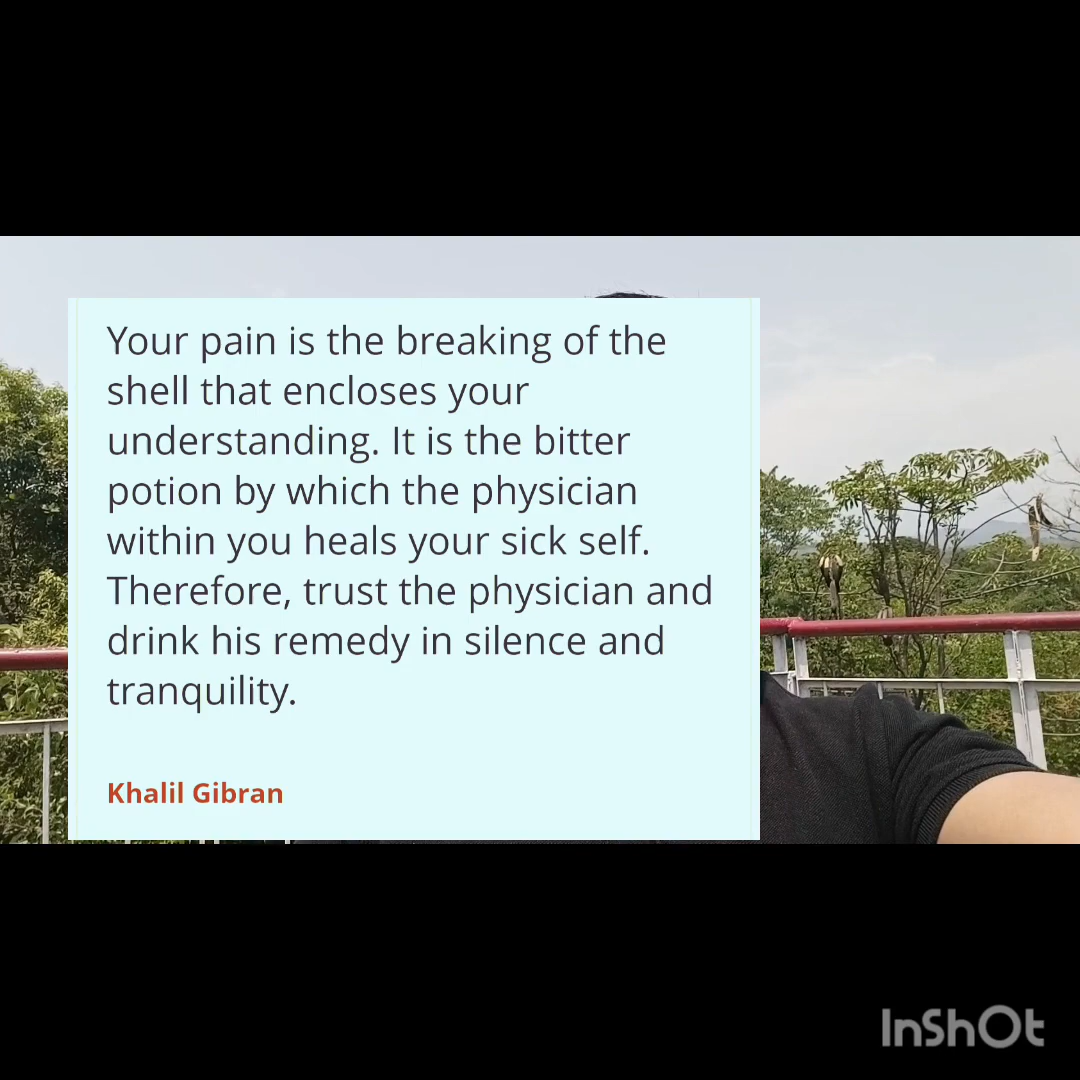 Your pain is the breaking of the
shell that encloses your
understanding. It is the bitter
potion by which the physician
within you heals your sick self.
Therefore, trust the physician and
drink his remedy in silence and
tranquility.
Khalil Gibran
InShOt